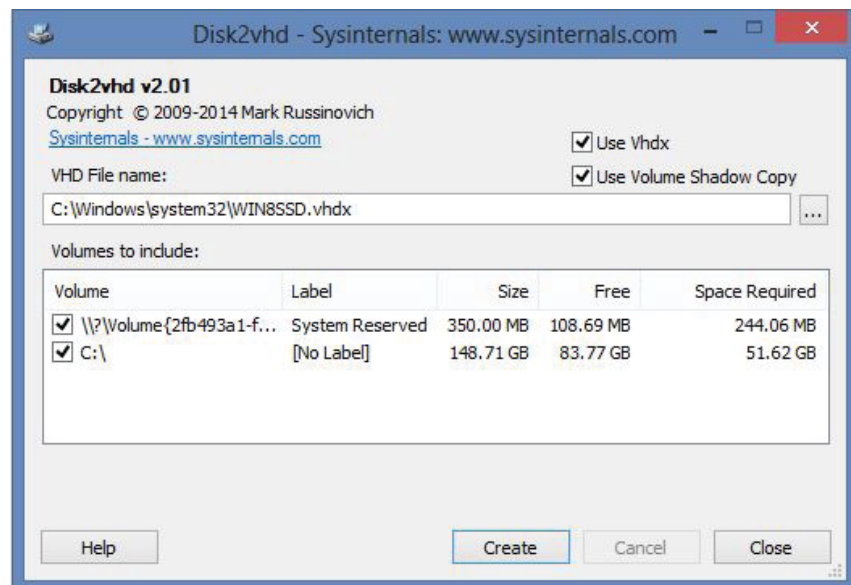 Disk2vhd - Sysinternals: www.sysinternals.com
Disk2vhd v2.01
Copyright © 2009-2014 Mark Russinovich
Sysinternals - www.sysinternals.com
Use Vhdx
VHD File name:
Use Volume Shadow Copy
C:\Windows\system32\WIN8SSD.vhdx
...
Volumes to include:
Volume Label Size Free Space Required
\\?\Volume{2fb493a1-f... System Reserved 350.00 MB 108.69 MB 244.06 MB
C:\ [No Label] 148.71 GB 83.77 GB 51.62 GB
Help Create Cancel Close